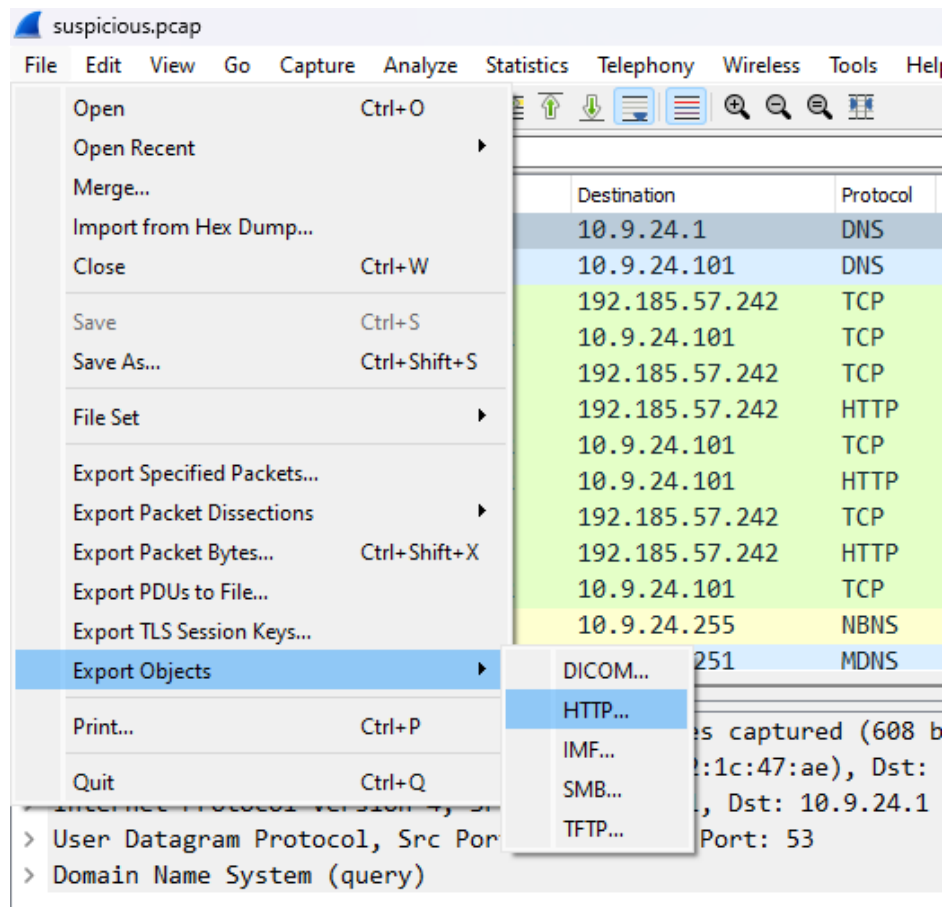 suspicious.pcap
File Edit View Go Capture Analyze Statistics Telephony Wireless Tools Help
Open Ctrl+O
Open Recent
Merge...
Import from Hex Dump...
Close Ctrl+W
Save Ctrl+S
Save As... Ctrl+Shift+S
File Set
Export Specified Packets...
Export Packet Dissections
Export Packet Bytes... Ctrl+Shift+X
Export PDUs to File...
Export TLS Session Keys...
Export Objects
Print... Ctrl+P
Quit Ctrl+Q
DICOM...
HTTP...
IMF...
SMB...
TFTP...
Destination Protocol
10.9.24.1 DNS
10.9.24.101 DNS
192.185.57.242 TCP
10.9.24.101 TCP
192.185.57.242 TCP
192.185.57.242 HTTP
10.9.24.101 TCP
10.9.24.101 HTTP
192.185.57.242 TCP
192.185.57.242 HTTP
10.9.24.101 TCP
10.9.24.255 NBNS
251 MDNS
s captured (608 b
:1c:47:ae), Dst:
, Dst: 10.9.24.1
> User Datagram Protocol, Src Por Port: 53
> Domain Name System (query)